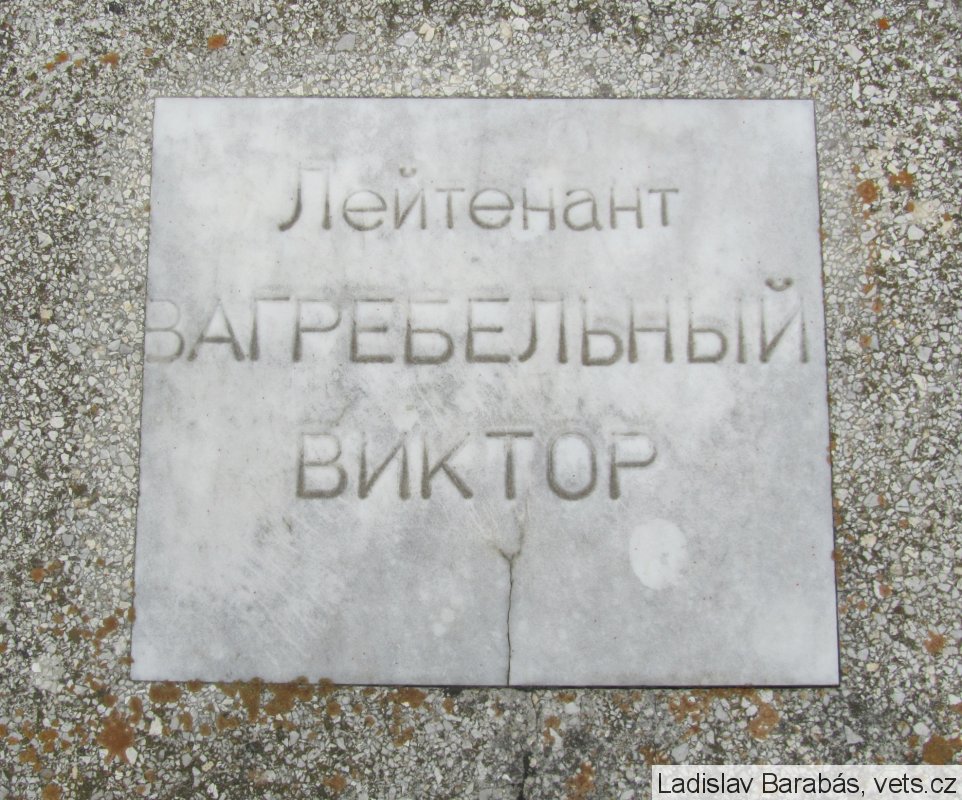 Лейтенант
ЗАГРЕБЕЛЬНЫЙ
ВИКТОР
Ladislav Barabás, vets.cz